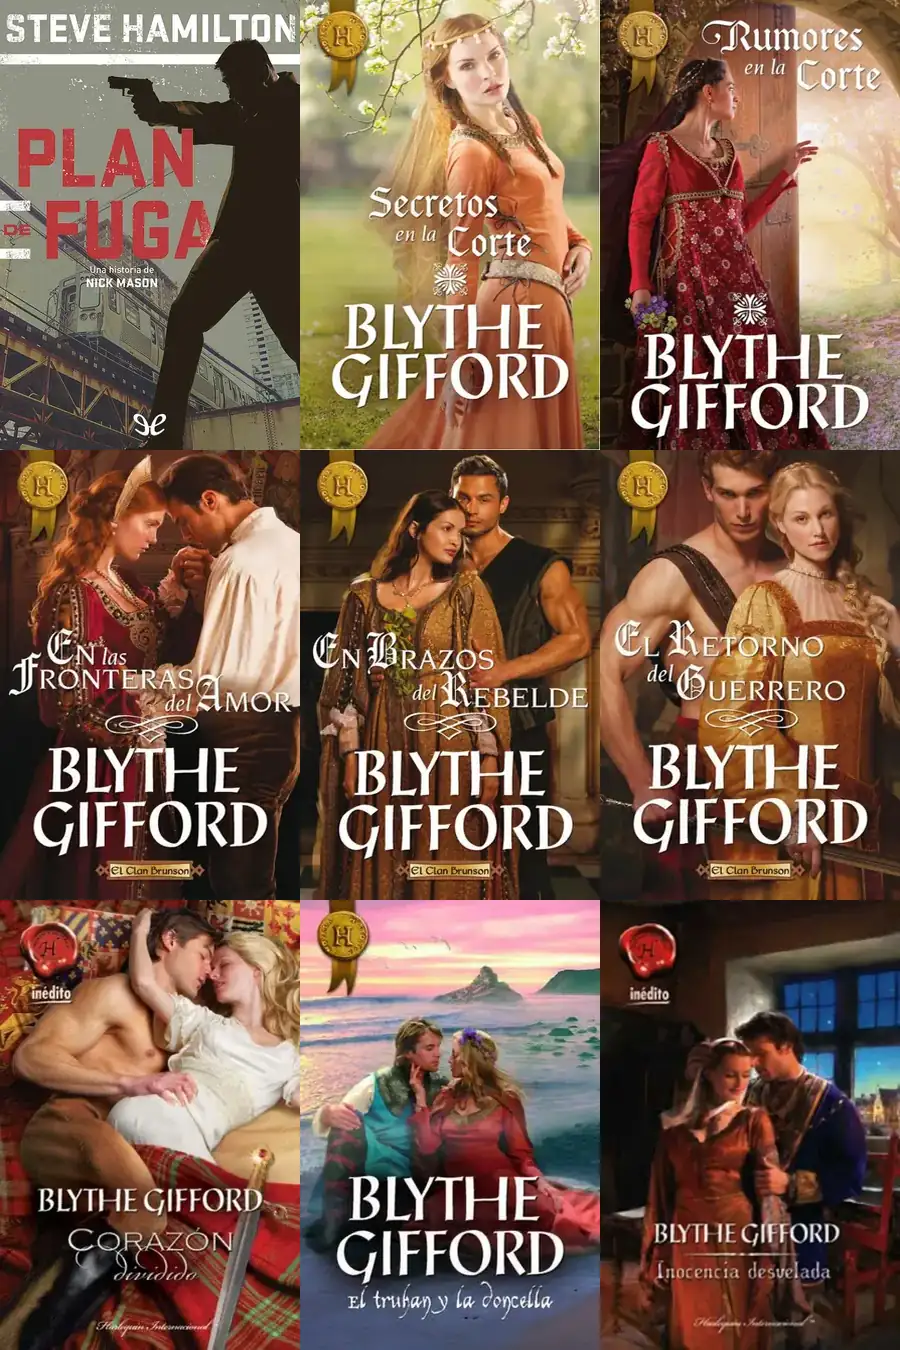 STEVE HAMILTON
PLAN
DE
FUGA
Una historia de
NICK MASON
H
Secretos
en la
Corte
BLYTHE
GIFFORD
H
Rumores
en la
Corte
BLYTHE
GIFFORD
H
En las
Fronteras
del Amor
BLYTHE
GIFFORD
El Clan Brunson
H
En Brazos
del Rebelde
BLYTHE
GIFFORD
El Clan Brunson
H
El Retorno
del
Guerrero
BLYTHE
GIFFORD
El Clan Brunson
H
inédito
BLYTHE GIFFORD
Corazón
dividido
Harlequin Internacional
H
BLYTHE
GIFFORD
El truhan y la doncella
H
inédito
BLYTHE GIFFORD
Inocencia desvelada
Harlequin Internacional